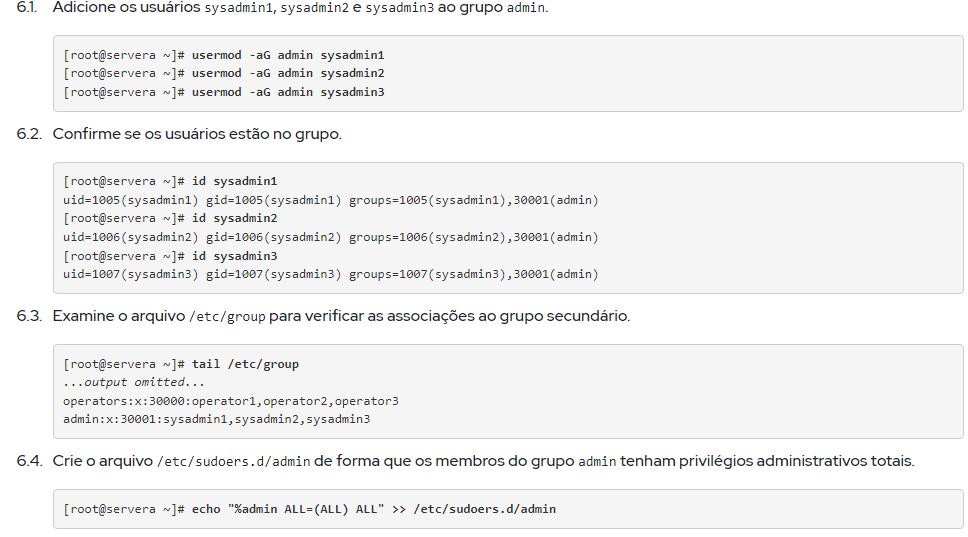 6.1. Adicione os usuários sysadmin1, sysadmin2 e sysadmin3 ao grupo admin.
[root@servera ~]# usermod -aG admin sysadmin1
[root@servera ~]# usermod -aG admin sysadmin2
[root@servera ~]# usermod -aG admin sysadmin3
6.2. Confirme se os usuários estão no grupo.
[root@servera ~]# id sysadmin1
uid=1005(sysadmin1) gid=1005(sysadmin1) groups=1005(sysadmin1),30001(admin)
[root@servera ~]# id sysadmin2
uid=1006(sysadmin2) gid=1006(sysadmin2) groups=1006(sysadmin2),30001(admin)
[root@servera ~]# id sysadmin3
uid=1007(sysadmin3) gid=1007(sysadmin3) groups=1007(sysadmin3),30001(admin)
6.3. Examine o arquivo /etc/group para verificar as associações ao grupo secundário.
[root@servera ~]# tail /etc/group
...output omitted...
operators:x:30000:operator1,operator2,operator3
admin:x:30001:sysadmin1,sysadmin2,sysadmin3
6.4. Crie o arquivo /etc/sudoers.d/admin de forma que os membros do grupo admin tenham privilégios administrativos totais.
[root@servera ~]# echo "%admin ALL=(ALL) ALL" >> /etc/sudoers.d/admin